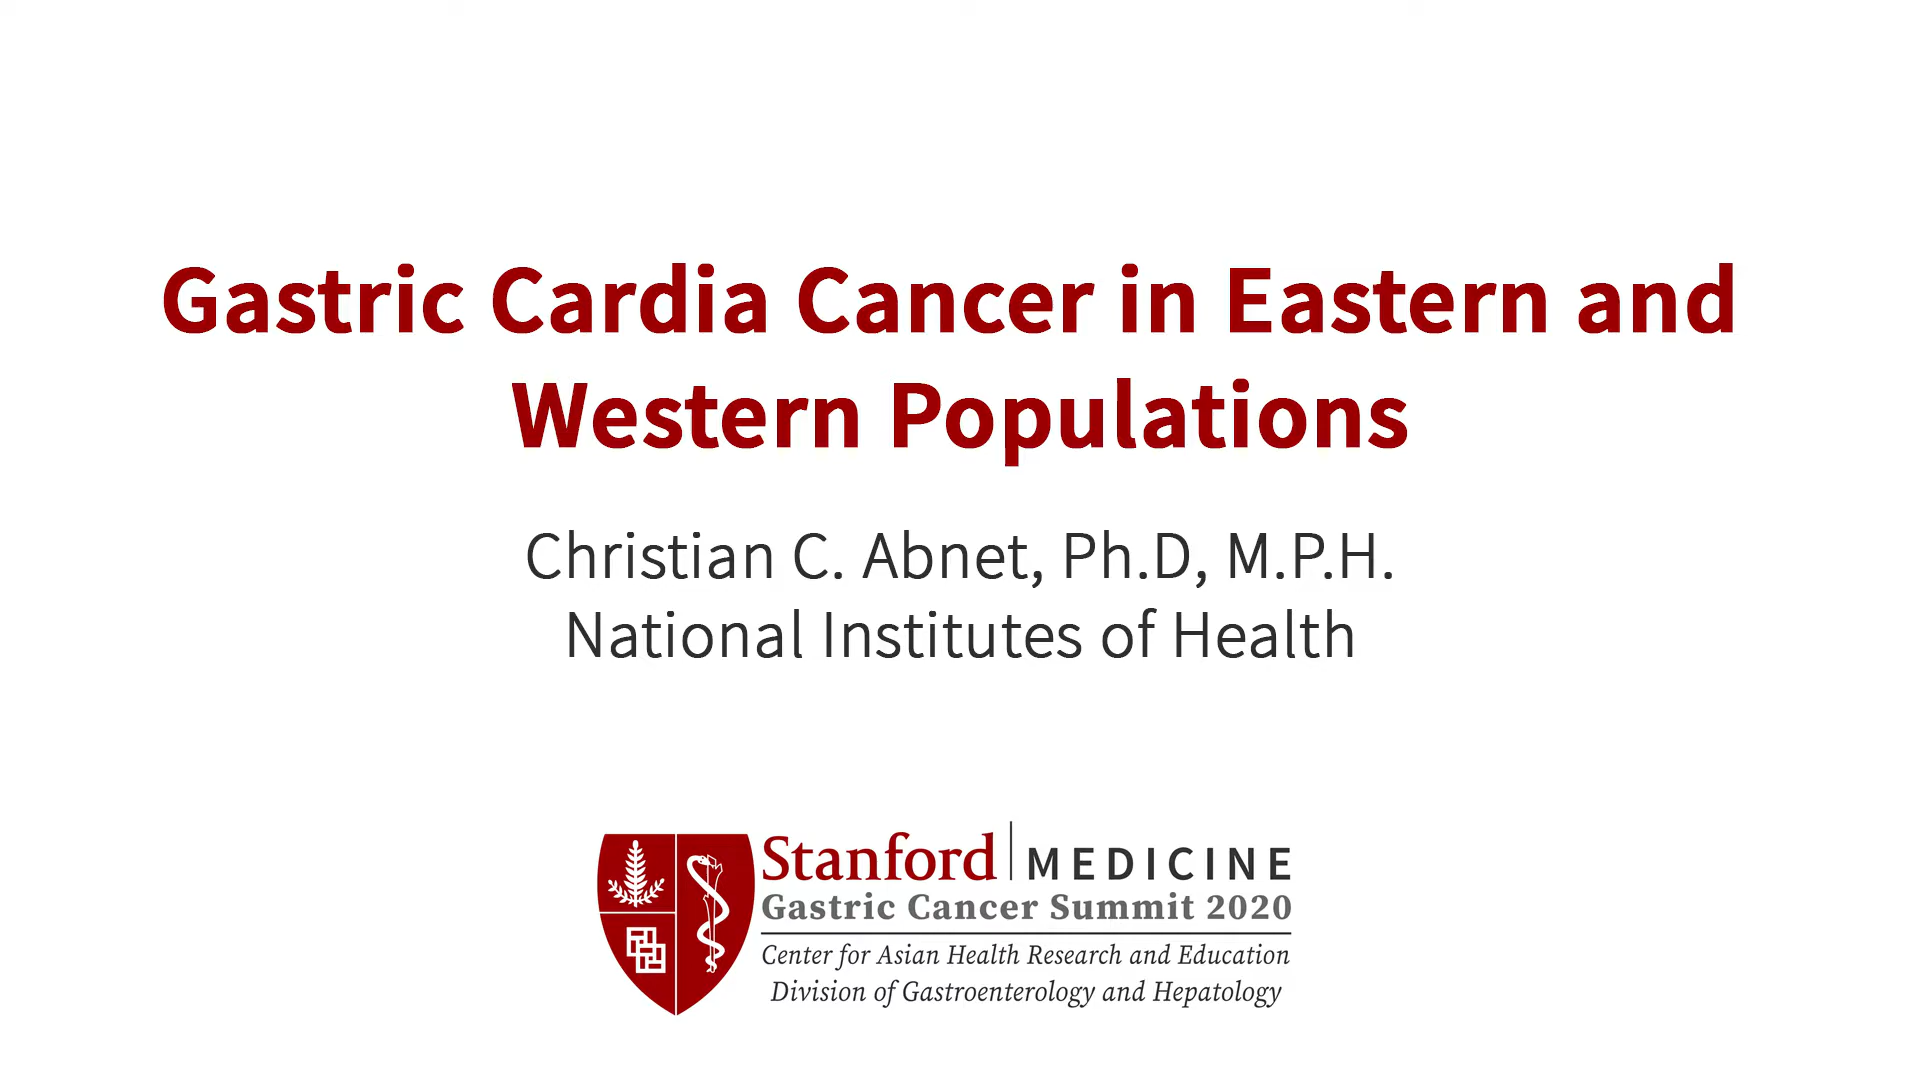 Gastric Cardia Cancer in Eastern and
Western Populations
Christian C. Abnet, Ph.D, M.P.H.
National Institutes of Health
Stanford MEDICINE
Gastric Cancer Summit 2020
Center for Asian Health Research and Education
Division of Gastroenterology and Hepatology